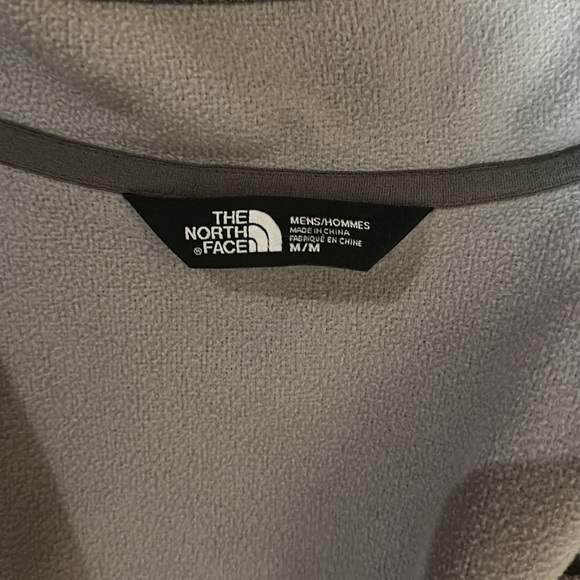 THE
NORTH
®FACE
MENS/HOMMES
MADE IN CHINA
FABRIQUÉ EN CHINE
M/M